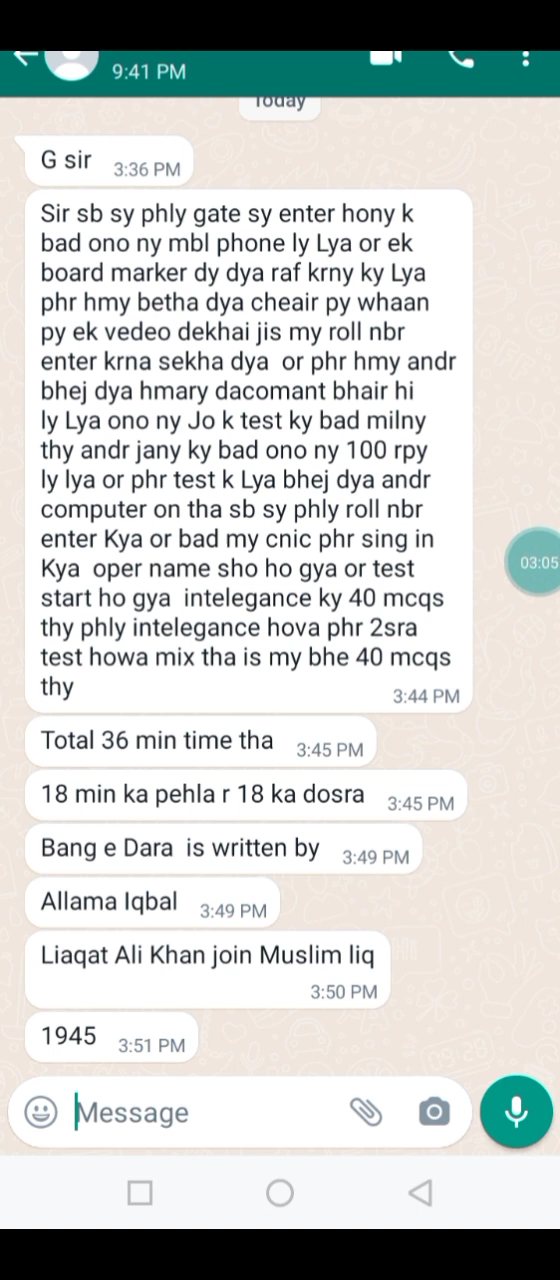 9:41 PM
Today
G sir 3:36 PM
Sir sb sy phly gate sy enter hony k
bad ono ny mbl phone ly Lya or ek
board marker dy dya raf krny ky Lya
phr hmy betha dya cheair py whaan
py ek vedeo dekhai jis my roll nbr
enter krna sekha dya  or phr hmy andr
bhej dya hmary dacomant bhair hi
ly Lya ono ny Jo k test ky bad milny
thy andr jany ky bad ono ny 100 rpy
ly lya or phr test k Lya bhej dya andr
computer on tha sb sy phly roll nbr
enter Kya or bad my cnic phr sing in
Kya  oper name sho ho gya or test
start ho gya  intelegance ky 40 mcqs
thy phly intelegance hova phr 2sra
test howa mix tha is my bhe 40 mcqs
thy 3:44 PM
Total 36 min time tha 3:45 PM
18 min ka pehla r 18 ka dosra 3:45 PM
Bang e Dara  is written by 3:49 PM
Allama Iqbal 3:49 PM
Liaqat Ali Khan join Muslim liq
3:50 PM
1945 3:51 PM
Message
03:05